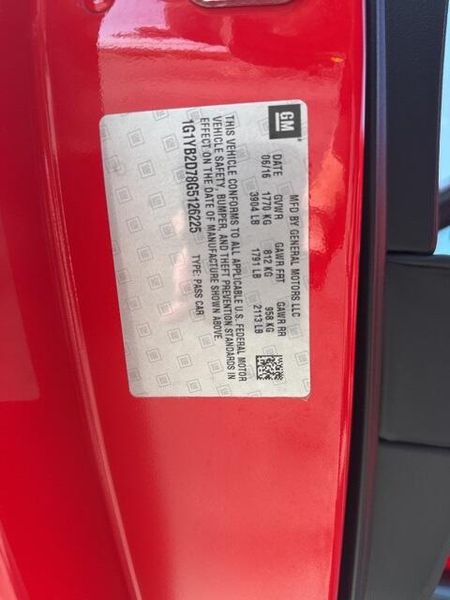 GM
MFD BY GENERAL MOTORS LLC
DATE GVWR GAWR FRT GAWR RR
06/16 1770 KG 812 KG 958 KG
3904 LB 1791 LB 2113 LB
THIS VEHICLE CONFORMS TO ALL APPLICABLE U.S. FEDERAL MOTOR
VEHICLE SAFETY, BUMPER, AND THEFT PREVENTION STANDARDS IN
EFFECT ON THE DATE OF MANUFACTURE SHOWN ABOVE.
1G1YB2D78G5126225 TYPE: PASS CAR